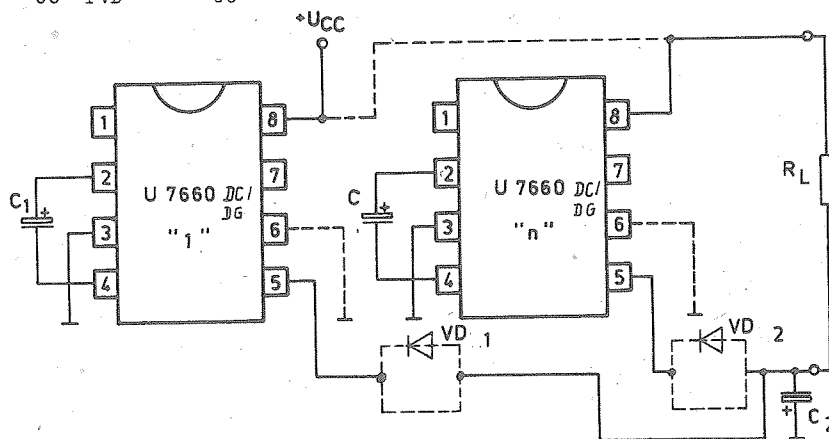 +UCC
1 8 1 8
2 7 2 7
U 7660 DC/DG U 7660 DC/DG
C1 C RL
3 6 3 6
"1" "n"
4 5 4 5
VD 1 VD 2
C2